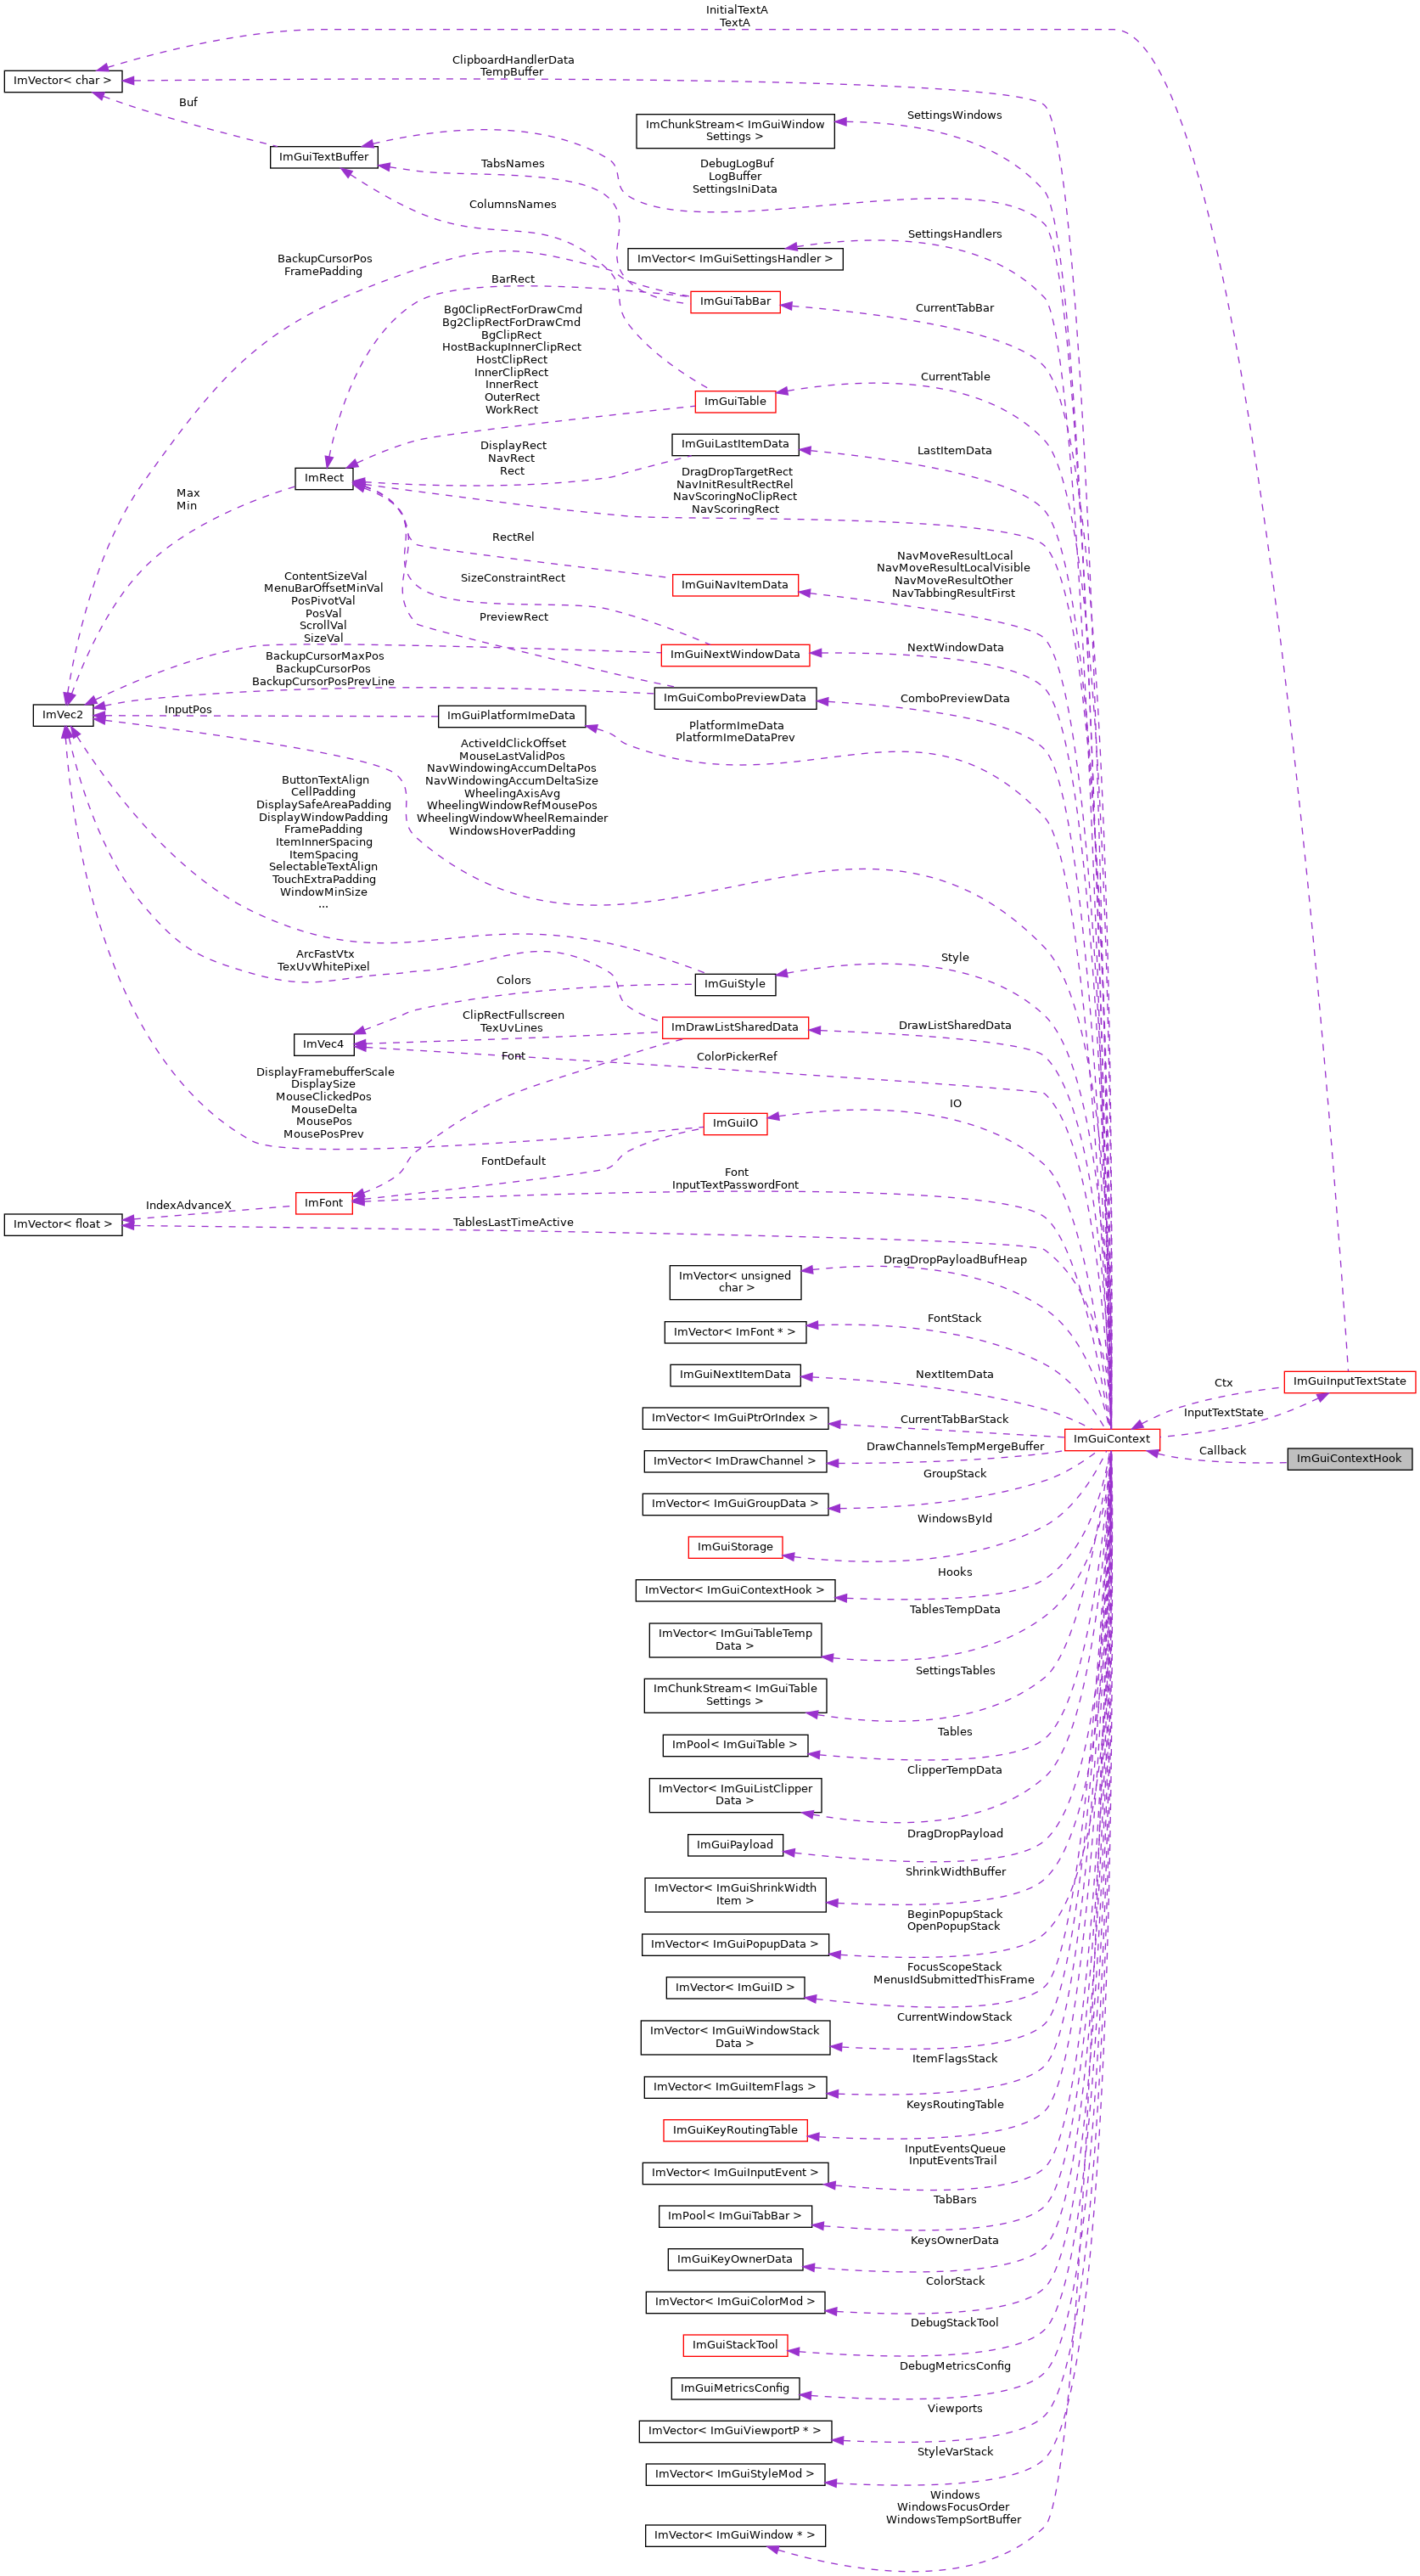 InitialTextA
TextA
ClipboardHandlerData
TempBuffer
ImVector< char >
Buf
SettingsWindows
ImChunkStream< ImGuiWindow
Settings >
ImGuiTextBuffer
TabsNames
DebugLogBuf
LogBuffer
SettingsIniData
ColumnsNames
SettingsHandlers
ImVector< ImGuiSettingsHandler >
BackupCursorPos
FramePadding
BarRect
ImGuiTabBar
CurrentTabBar
Bg0ClipRectForDrawCmd
Bg2ClipRectForDrawCmd
BgClipRect
HostBackupInnerClipRect
HostClipRect
InnerClipRect
InnerRect
OuterRect
WorkRect
CurrentTable
ImGuiTable
ImGuiLastItemData
LastItemData
DisplayRect
NavRect
Rect
ImRect
DragDropTargetRect
NavInitResultRectRel
NavScoringNoClipRect
NavScoringRect
Max
Min
RectRel
NavMoveResultLocal
NavMoveResultLocalVisible
NavMoveResultOther
NavTabbingResultFirst
ImGuiNavItemData
SizeConstraintRect
ContentSizeVal
MenuBarOffsetMinVal
PosPivotVal
PosVal
ScrollVal
SizeVal
PreviewRect
NextWindowData
ImGuiNextWindowData
BackupCursorMaxPos
BackupCursorPos
BackupCursorPosPrevLine
ImGuiComboPreviewData
ComboPreviewData
InputPos
ImVec2
ImGuiPlatformImeData
PlatformImeData
PlatformImeDataPrev
ActiveIdClickOffset
MouseLastValidPos
NavWindowingAccumDeltaPos
NavWindowingAccumDeltaSize
WheelingAxisAvg
WheelingWindowRefMousePos
WheelingWindowWheelRemainder
WindowsHoverPadding
ButtonTextAlign
CellPadding
DisplaySafeAreaPadding
DisplayWindowPadding
FramePadding
ItemInnerSpacing
ItemSpacing
SelectableTextAlign
TouchExtraPadding
WindowMinSize
...
ArcFastVtx
TexUvWhitePixel
Style
ImGuiStyle
Colors
ClipRectFullscreen
TexUvLines
ImDrawListSharedData
DrawListSharedData
ImVec4
Font
ColorPickerRef
DisplayFramebufferScale
DisplaySize
MouseClickedPos
MouseDelta
MousePos
MousePosPrev
IO
ImGuiIO
FontDefault
Font
InputTextPasswordFont
ImFont
IndexAdvanceX
ImVector< float >
TablesLastTimeActive
DragDropPayloadBufHeap
ImVector< unsigned
char >
FontStack
ImVector< ImFont * >
NextItemData
ImGuiNextItemData
Ctx
ImGuiInputTextState
InputTextState
CurrentTabBarStack
ImVector< ImGuiPtrOrIndex >
ImGuiContext
DrawChannelsTempMergeBuffer
ImVector< ImDrawChannel >
Callback
ImGuiContextHook
GroupStack
ImVector< ImGuiGroupData >
WindowsById
ImGuiStorage
Hooks
ImVector< ImGuiContextHook >
TablesTempData
ImVector< ImGuiTableTemp
Data >
SettingsTables
ImChunkStream< ImGuiTable
Settings >
Tables
ImPool< ImGuiTable >
ClipperTempData
ImVector< ImGuiListClipper
Data >
DragDropPayload
ImGuiPayload
ShrinkWidthBuffer
ImVector< ImGuiShrinkWidth
Item >
BeginPopupStack
OpenPopupStack
ImVector< ImGuiPopupData >
FocusScopeStack
MenusIdSubmittedThisFrame
ImVector< ImGuiID >
CurrentWindowStack
ImVector< ImGuiWindowStack
Data >
ItemFlagsStack
ImVector< ImGuiItemFlags >
KeysRoutingTable
ImGuiKeyRoutingTable
InputEventsQueue
InputEventsTrail
ImVector< ImGuiInputEvent >
TabBars
ImPool< ImGuiTabBar >
KeysOwnerData
ImGuiKeyOwnerData
ColorStack
ImVector< ImGuiColorMod >
DebugStackTool
ImGuiStackTool
DebugMetricsConfig
ImGuiMetricsConfig
Viewports
ImVector< ImGuiViewportP * >
StyleVarStack
ImVector< ImGuiStyleMod >
Windows
WindowsFocusOrder
WindowsTempSortBuffer
ImVector< ImGuiWindow * >